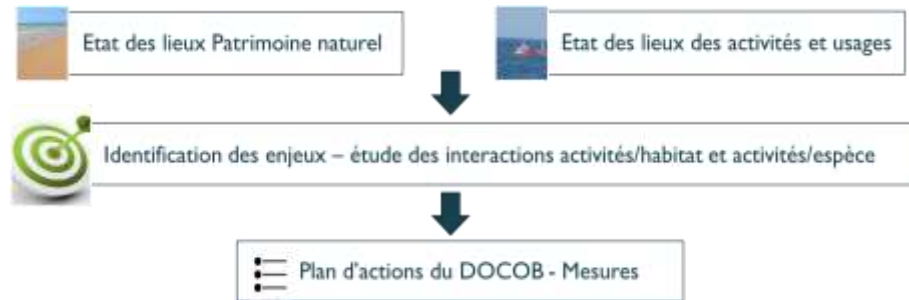 Etat des lieux Patrimoine naturel
Etat des lieux des activités et usages
Identification des enjeux – étude des interactions activités/habitat et activités/espèce
Plan d'actions du DOCOB - Mesures